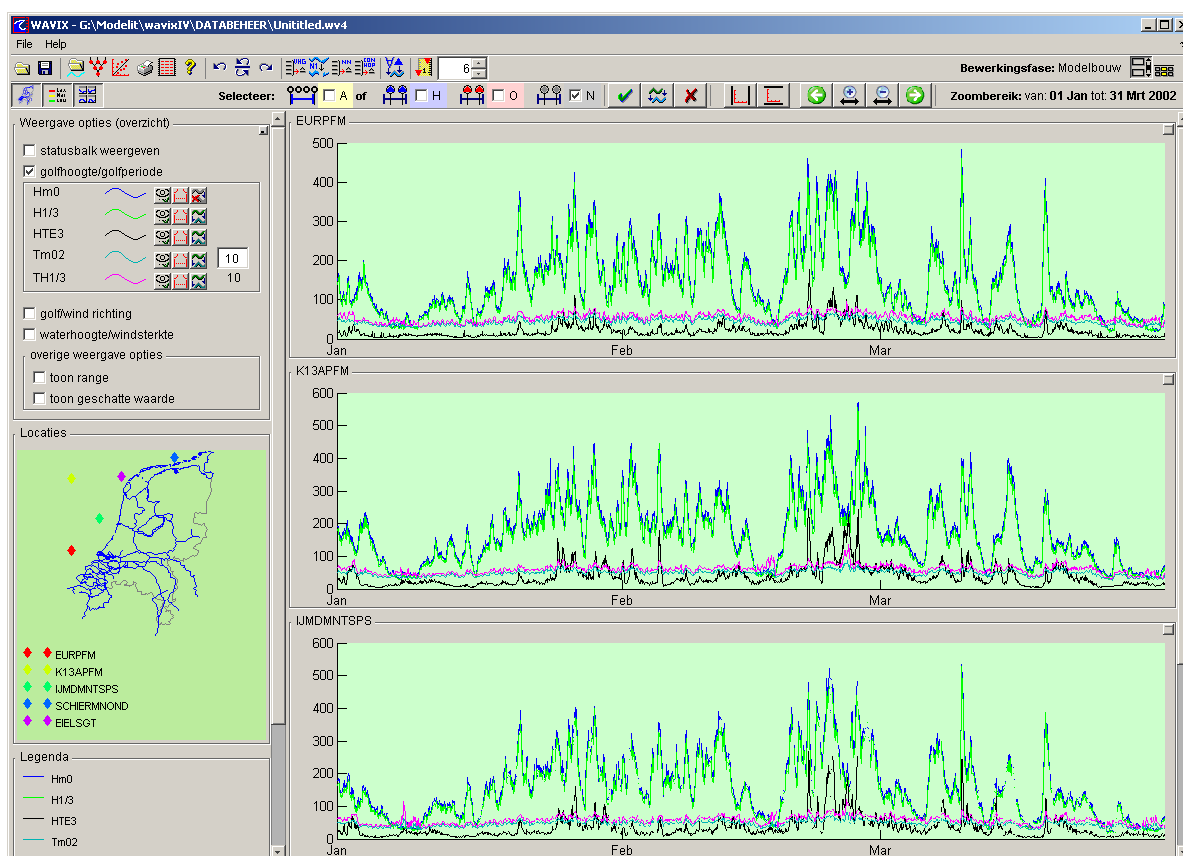 WAVIX - G:\Modelit\wavixIV\DATABEHEER\Unititled.wv4
File Help
6
Bewerkingsfase: Modelbouw
Selecteer: A of H O N
Zoombereik: van: 01 Jan tot: 31 Mrt 2002
Weergave opties (overzicht)
statusbalk weergeven
golfhoogte/golfperiode
Hm0
H1/3
HTE3
Tm02 10
TH1/3 10
golf/wind richting
waterhoogte/windsterkte
overige weergave opties
toon range
toon geschatte waarde
Locaties
EURPFM
K13APFM
IJMDMNTSPS
SCHIERMNOND
EIELSGT
Legenda
Hm0
H1/3
HTE3
Tm02
EURPFM
500
400
300
200
100
0
Jan Feb Mar
K13APFM
600
500
400
300
200
100
0
Jan Feb Mar
IJMDMNTSPS
600
500
400
300
200
100
0
Jan Feb Mar